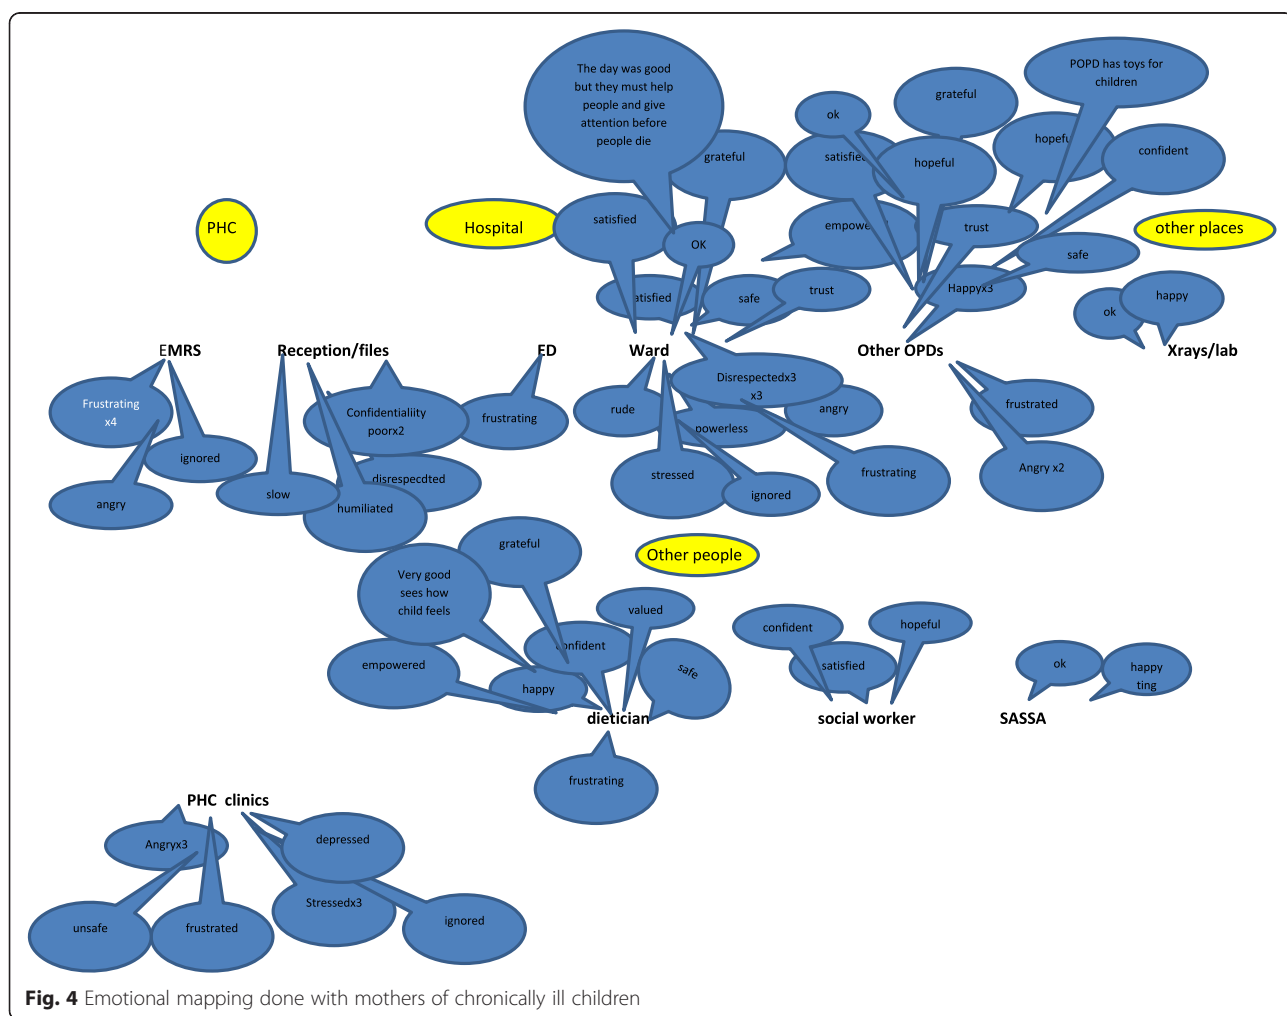 The day was good
but they must help
people and give
attention before
people die
ok
grateful
POPD has toys for
children
grateful
satisfied
hopeful
hopeful
confident
PHC
Hospital
satisfied
OK
empowe
trust
other places
safe
satisfied
safe
trust
Happyx3
ok
happy
EMRS
Reception/files
ED
Ward
Other OPDs
Xrays/lab
Frustrating
x4
ignored
angry
Confidentialiity
poorx2
disrespecdted
slow
humiliated
frustrating
rude
Disrespectedx3
x3
angry
powerless
stressed
ignored
frustrating
frustrated
Angry x2
grateful
Other people
Very good
sees how
child feels
valued
confident
empowered
happy
safe
dietician
frustrating
confident
hopeful
satisfied
social worker
ok
happy
ting
SASSA
PHC clinics
Angryx3
depressed
unsafe
frustrated
Stressedx3
ignored
Fig. 4 Emotional mapping done with mothers of chronically ill children